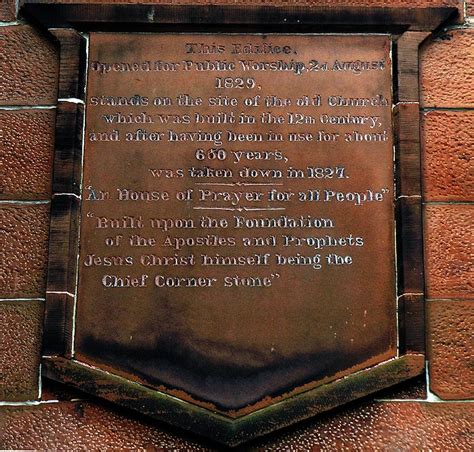 This Edifice,
Opened for Public Worship, 2d August
1829,
stands on the site of the old Church
which was built in the 12th Century,
and after having been in use for about
600 years,
was taken down in 1827.
"An House of Prayer for all People"
"Built upon the Foundation
of the Apostles and Prophets
Jesus Christ himself being the
Chief Corner stone"